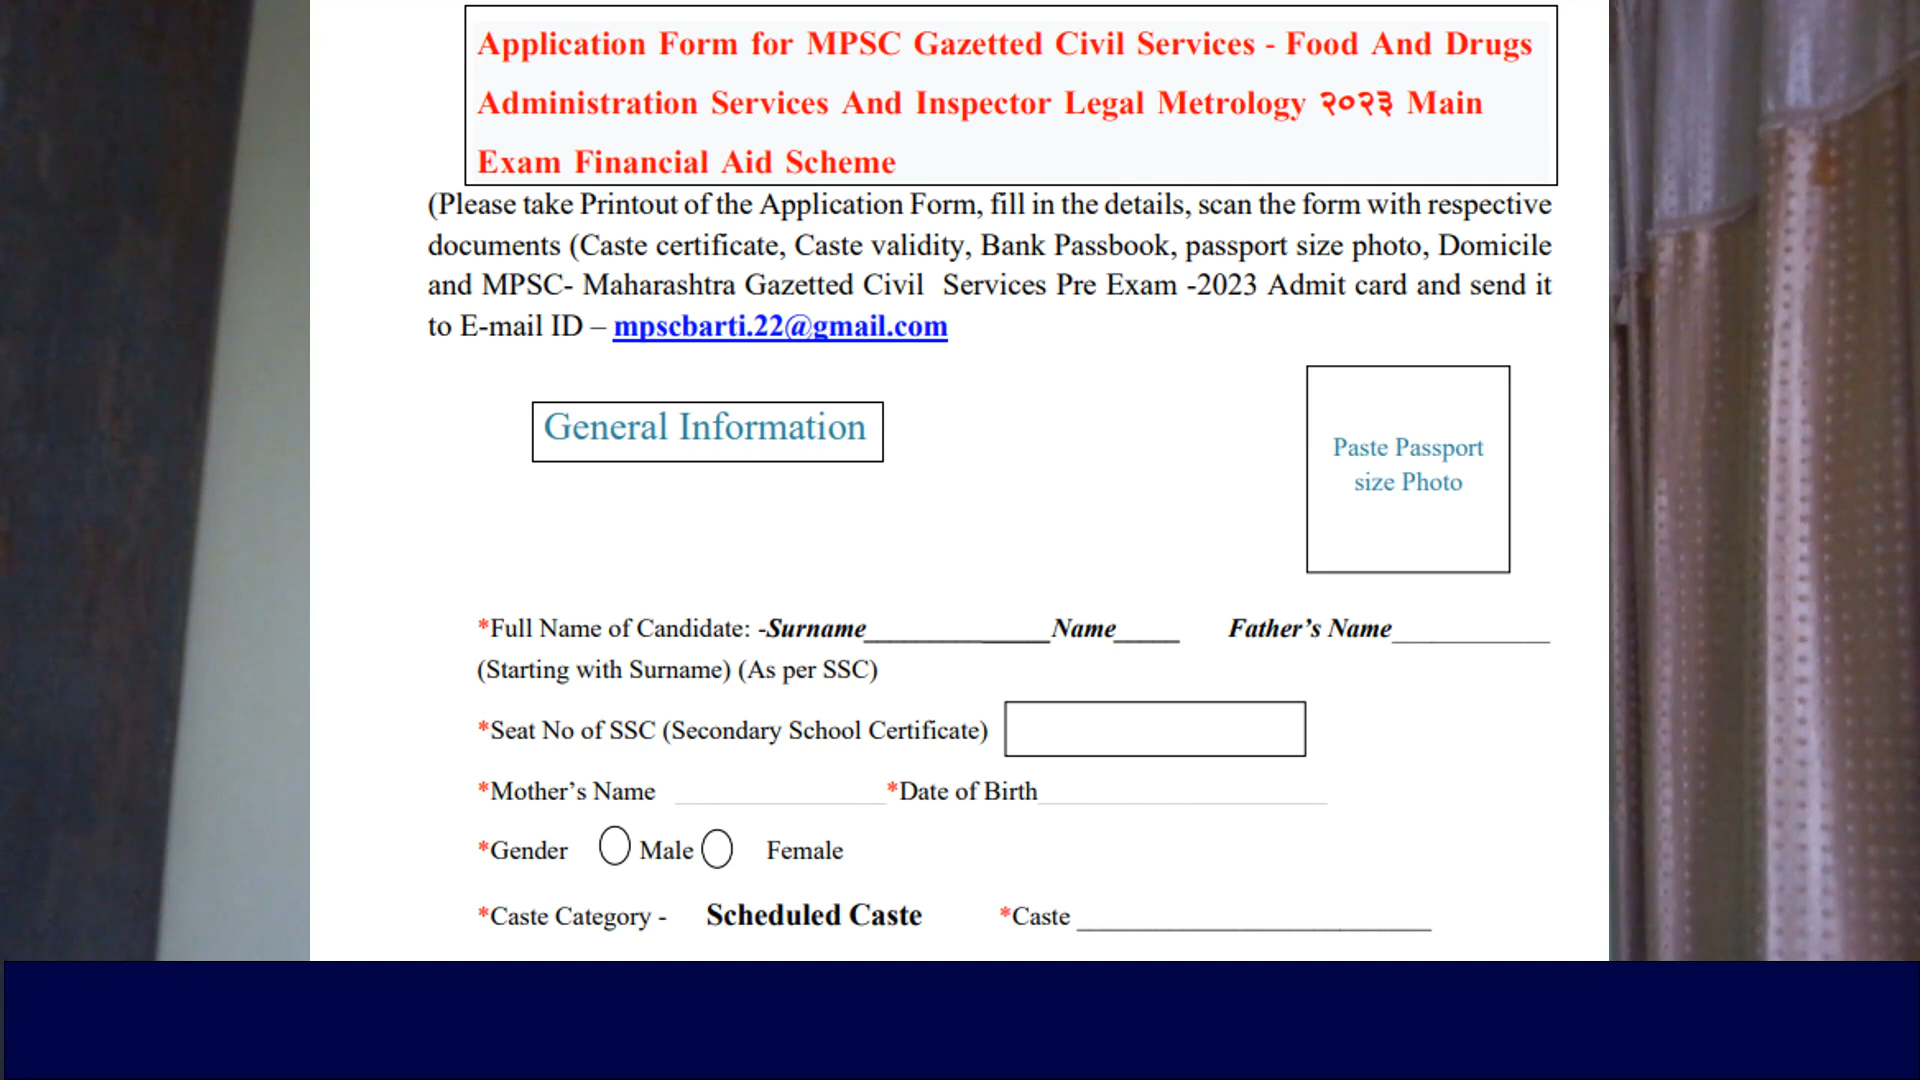 Application Form for MPSC Gazetted Civil Services - Food And Drugs
Administration Services And Inspector Legal Metrology २०२३ Main
Exam Financial Aid Scheme
(Please take Printout of the Application Form, fill in the details, scan the form with respective
documents (Caste certificate, Caste validity, Bank Passbook, passport size photo, Domicile
and MPSC- Maharashtra Gazetted Civil Services Pre Exam -2023 Admit card and send it
to E-mail ID – mpscbarti.22@gmail.com
General Information
Paste Passport
size Photo
*Full Name of Candidate: -Surname______________Name_____ Father’s Name____________
(Starting with Surname) (As per SSC)
*Seat No of SSC (Secondary School Certificate)
*Mother’s Name ________________*Date of Birth______________________
*Gender Male Female
*Caste Category - Scheduled Caste *Caste ___________________________